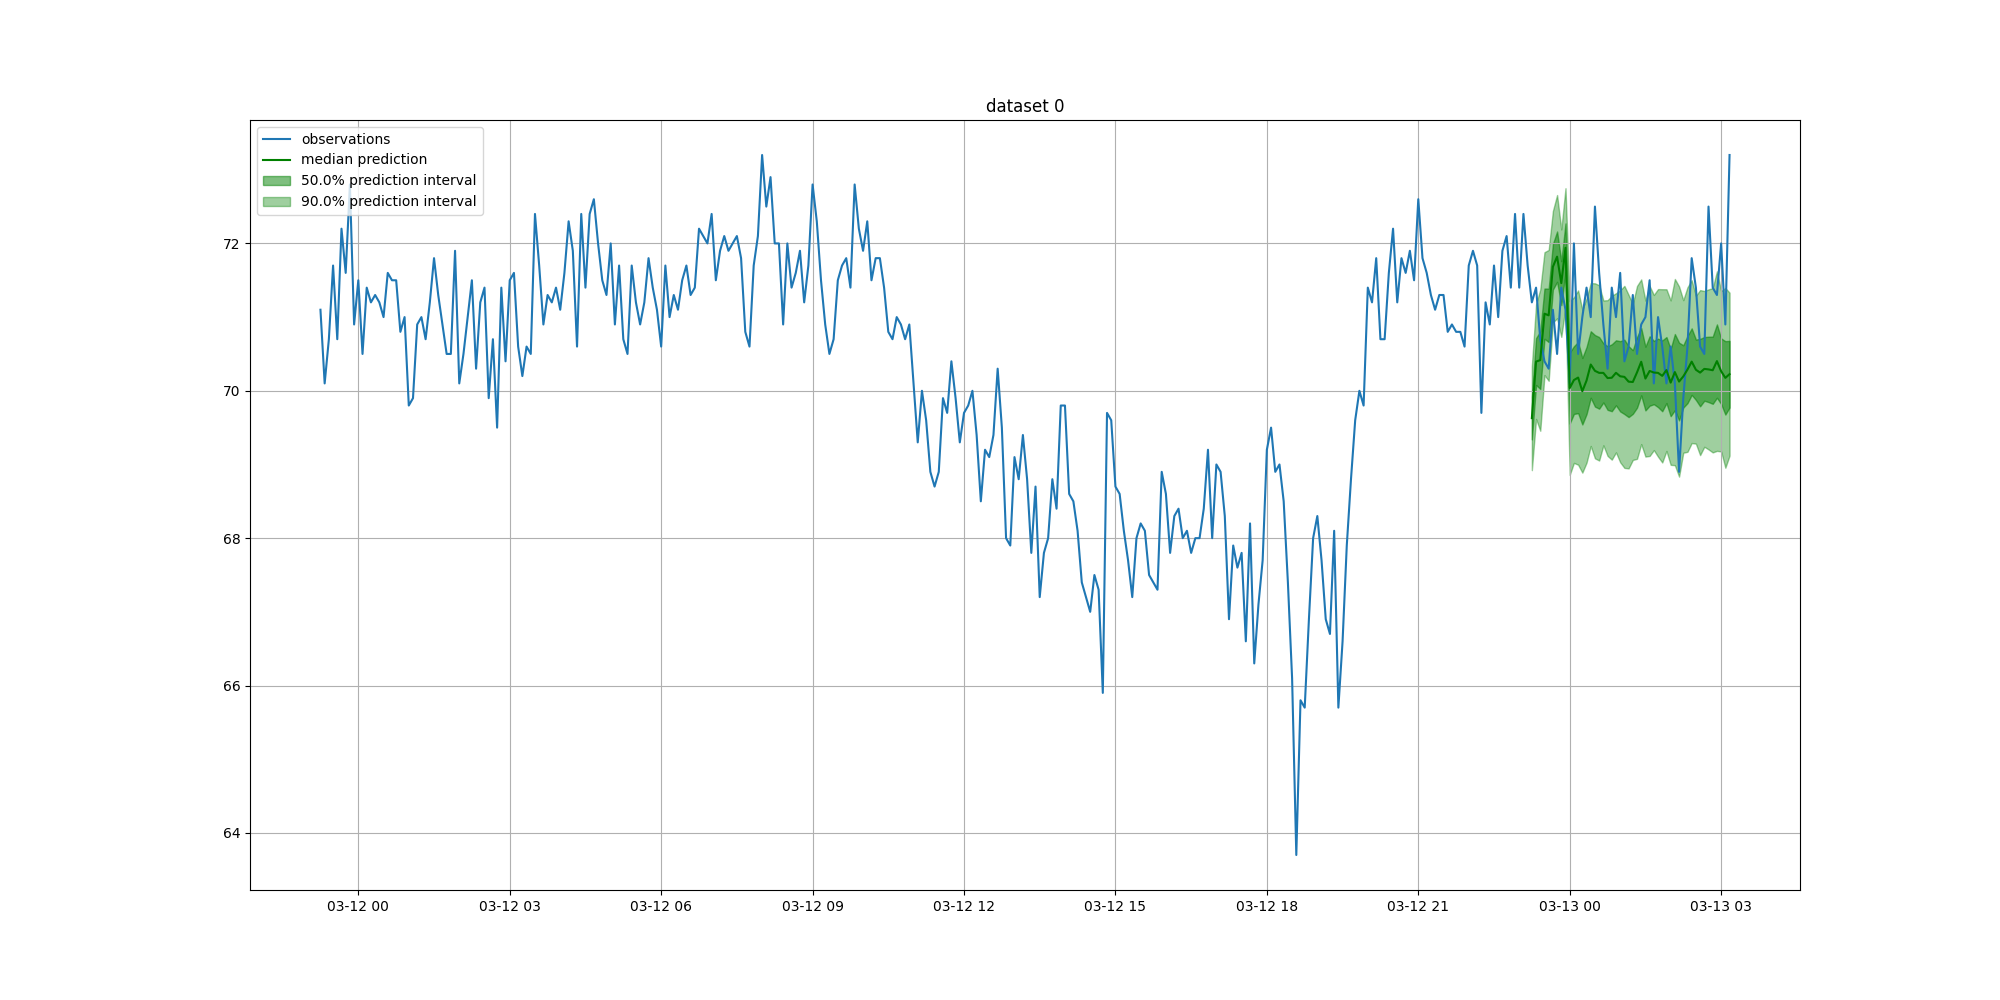 dataset 0
observations
median prediction
50.0% prediction interval
90.0% prediction interval
72
70
68
66
64
03-12 00 03-12 03 03-12 06 03-12 09 03-12 12 03-12 15 03-12 18 03-12 21 03-13 00 03-13 03